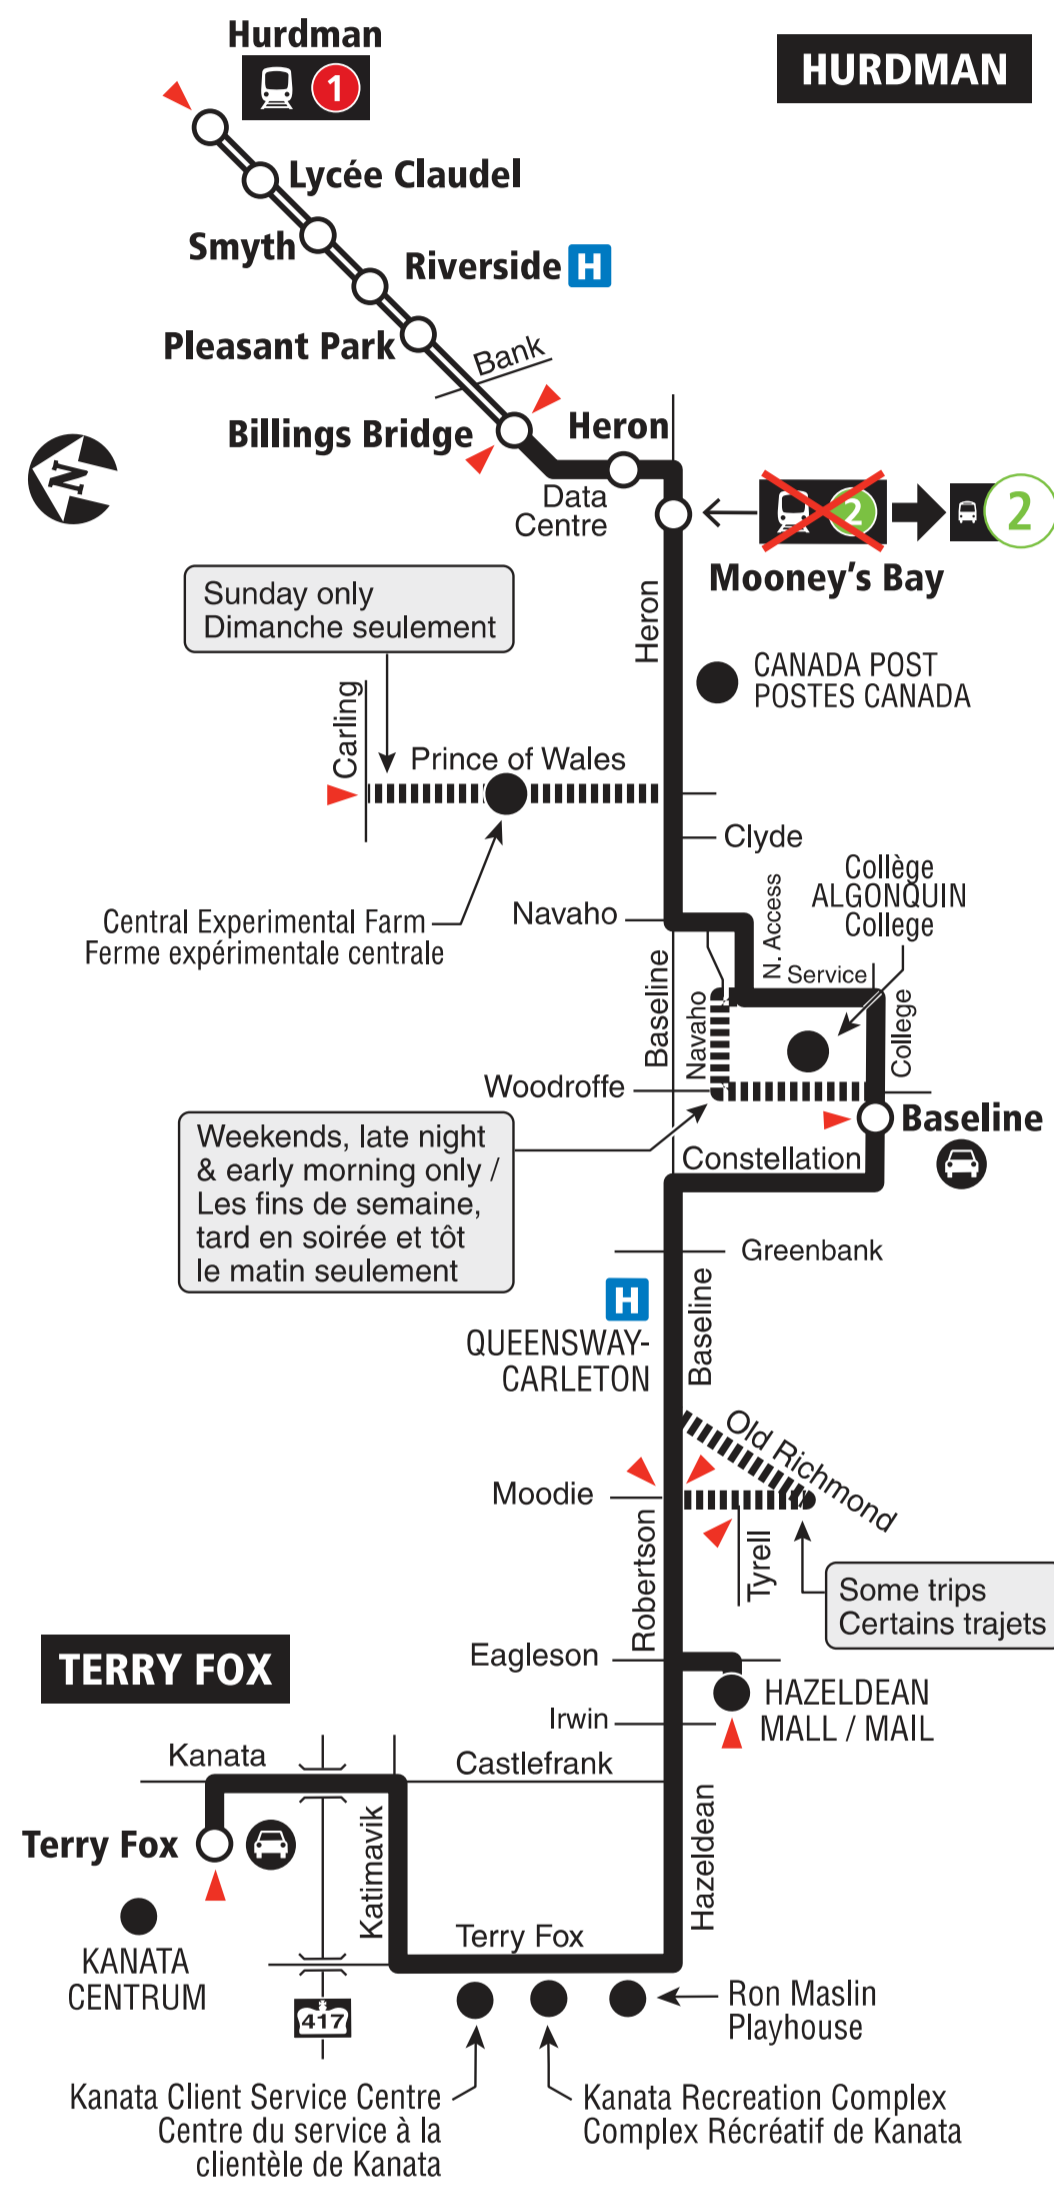 Hurdman
1
HURDMAN
Lycée Claudel
Smyth
Riverside H
Pleasant Park
Bank
Billings Bridge
Heron
N
Data
Centre
2
2
Mooney's Bay
Heron
Sunday only
Dimanche seulement
CANADA POST
POSTES CANADA
Carling
Prince of Wales
Clyde
Collège
ALGONQUIN
College
N. Access
Navaho
Central Experimental Farm
Ferme expérimentale centrale
Service
Baseline
Navaho
College
Woodroffe
Baseline
Weekends, late night
& early morning only /
Les fins de semaine,
tard en soirée et tôt
le matin seulement
Constellation
Greenbank
H
QUEENSWAY-
CARLETON
Baseline
Old Richmond
Moodie
Robertson
Tyrell
Some trips
Certains trajets
Eagleson
TERRY FOX
HAZELDEAN
MALL / MAIL
Irwin
Kanata
Castlefrank
Hazeldean
Katimavik
Terry Fox
KANATA
CENTRUM
Terry Fox
417
Ron Maslin
Playhouse
Kanata Client Service Centre
Centre du service à la
clientèle de Kanata
Kanata Recreation Complex
Complex Récréatif de Kanata